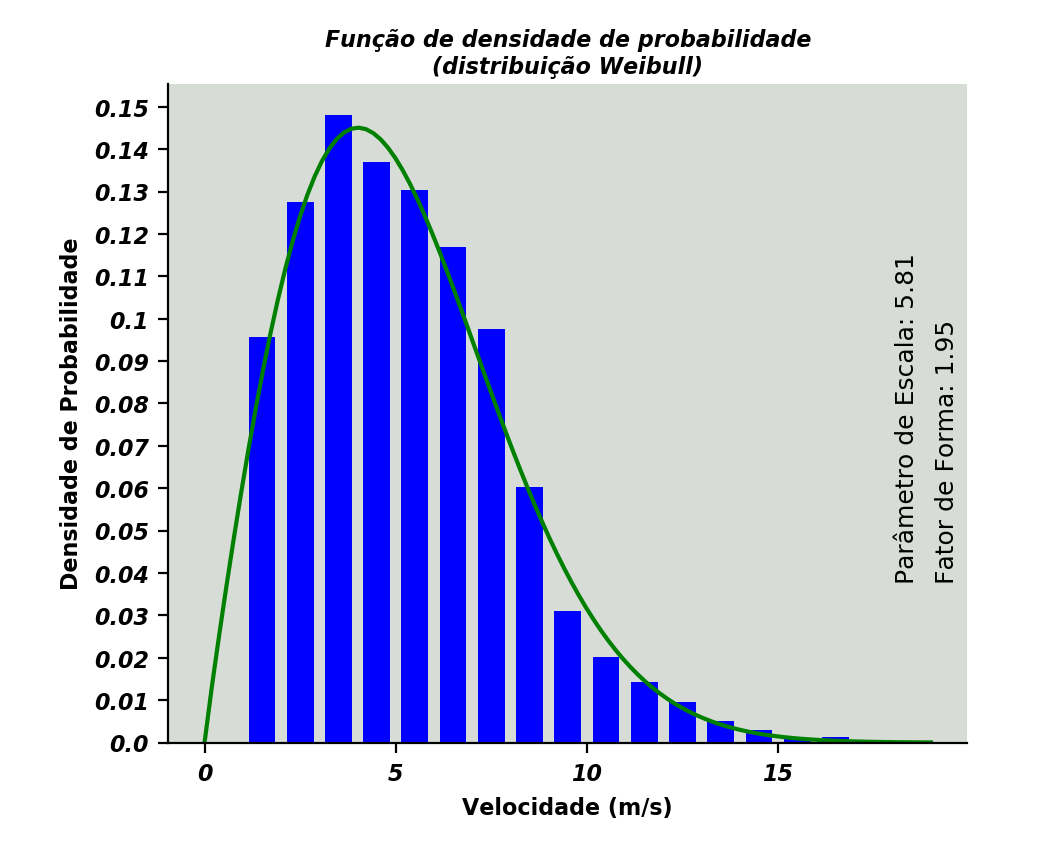 Função de densidade de probabilidade
(distribuição Weibull)
Densidade de Probabilidade
0.15
0.14
0.13
0.12
0.11
0.1
0.09
0.08
0.07
0.06
0.05
0.04
0.03
0.02
0.01
0.0
Parâmetro de Escala: 5.81
Fator de Forma: 1.95
0 5 10 15
Velocidade (m/s)